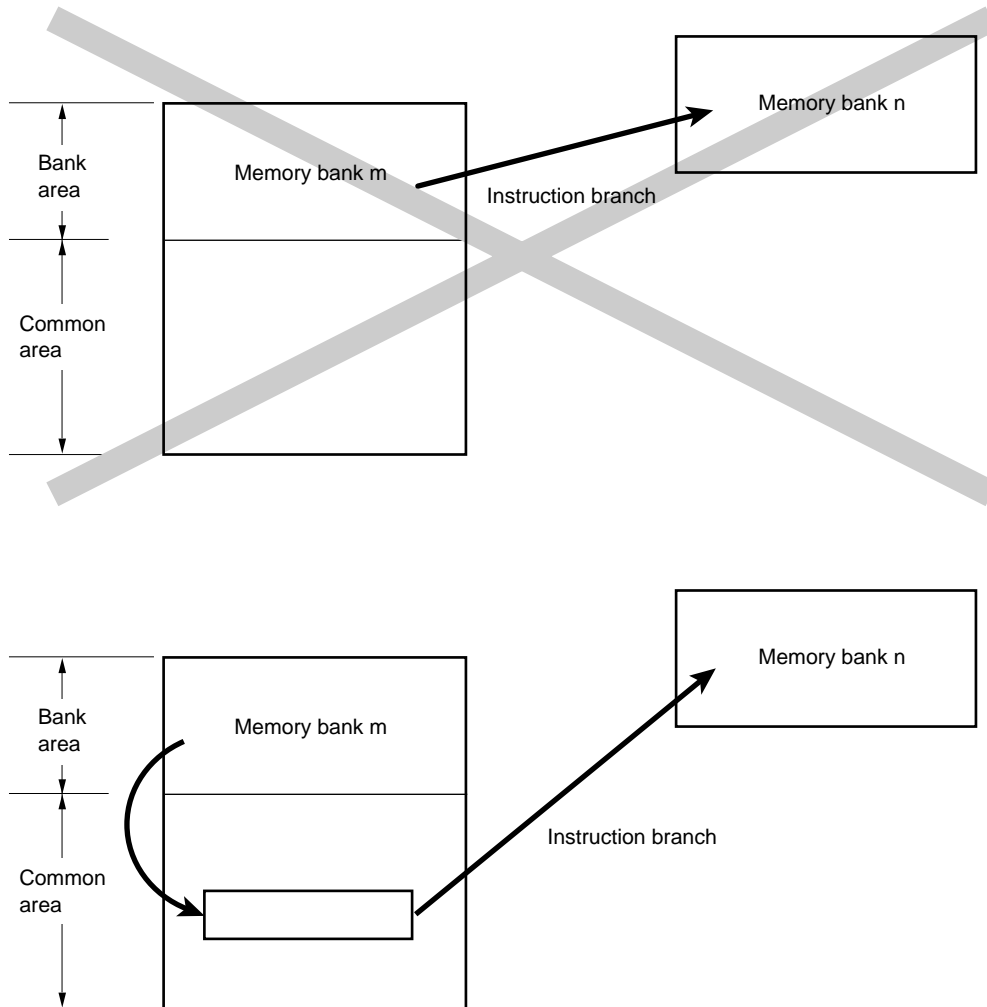 Memory bank n
Bank
area
Memory bank m
Instruction branch
Common
area
Memory bank n
Bank
area
Memory bank m
Instruction branch
Common
area